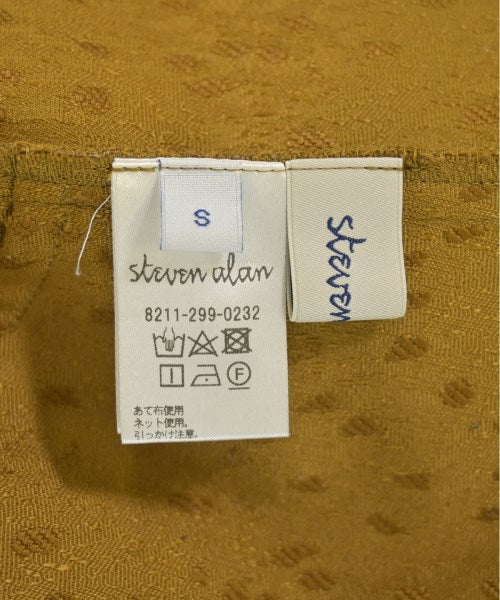 S
steven alan
8211-299-0232
あて布使用
ネット使用。
引っかけ注意。
steven